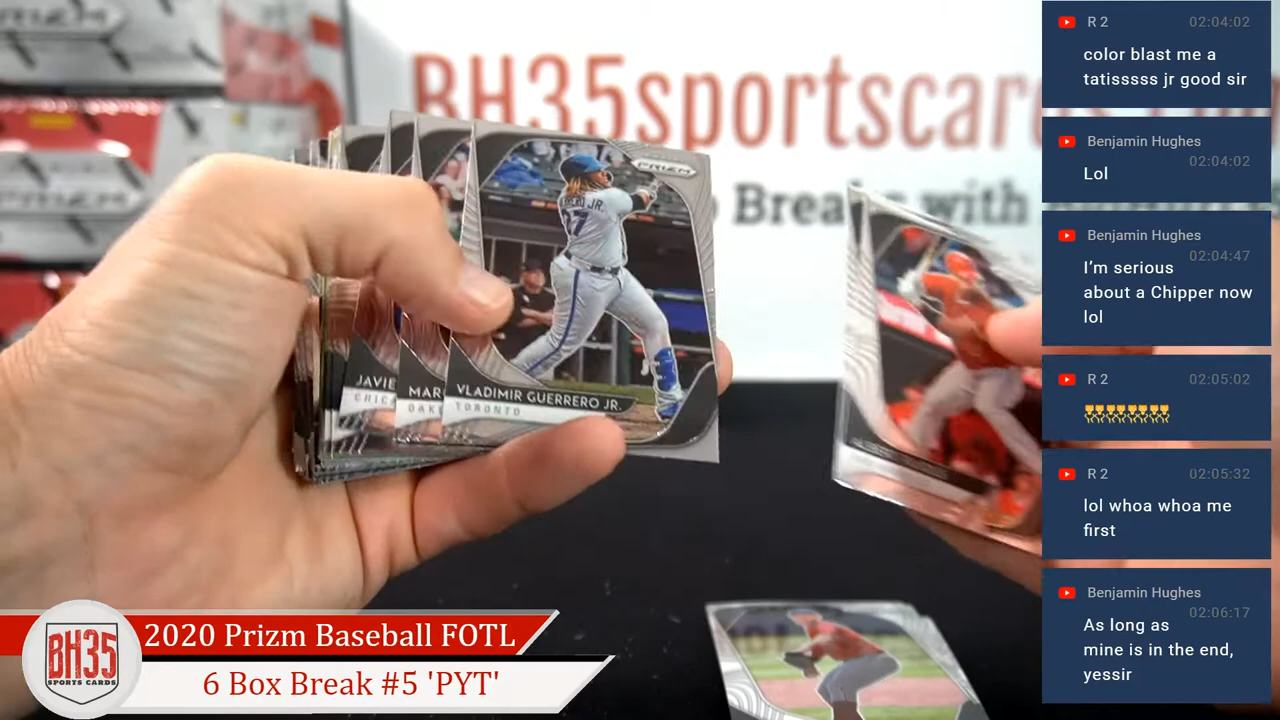 PRIZM
BH35sportscar
Brea s with
PRIZM
27
JAVIE
CHICA
MAR
OAK
VLADIMIR GUERRERO JR.
TORONTO
BH35
SPORTS CARDS
2020 Prizm Baseball FOTL
6 Box Break #5 'PYT'
R 2
02:04:02
color blast me a
tatisssss jr good sir
Benjamin Hughes
02:04:02
Lol
Benjamin Hughes
02:04:47
I'm serious
about a Chipper now
lol
R 2
02:05:02
R 2
02:05:32
lol whoa whoa me
first
Benjamin Hughes
02:06:17
As long as
mine is in the end,
yessir